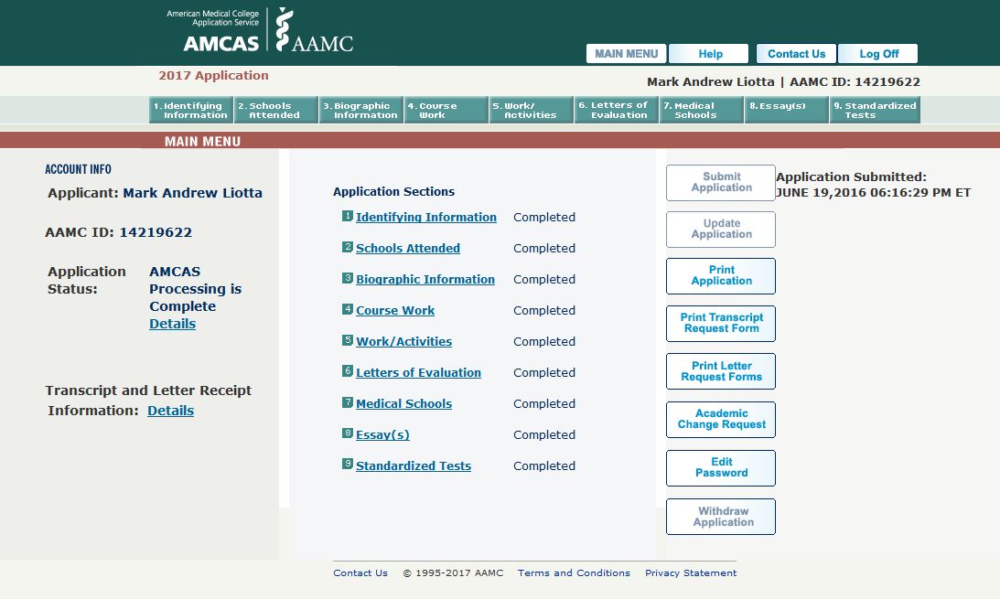 American Medical College
Application Service
AMCAS
AAMC
MAIN MENU
Help
Contact Us
Log Off
2017 Application
Mark Andrew Liotta | AAMC ID: 14219622
1. Identifying
Information
2. Schools
Attended
3. Biographic
Information
4. Course
Work
5. Work/
Activities
6. Letters of
Evaluation
7. Medical
Schools
8. Essay(s)
9. Standardized
Tests
MAIN MENU
ACCOUNT INFO
Applicant: Mark Andrew Liotta
AAMC ID: 14219622
Application
Status:
AMCAS
Processing is
Complete
Details
Transcript and Letter Receipt
Information: Details
Application Sections
1 Identifying Information Completed
2 Schools Attended Completed
3 Biographic Information Completed
4 Course Work Completed
5 Work/Activities Completed
6 Letters of Evaluation Completed
7 Medical Schools Completed
8 Essay(s) Completed
9 Standardized Tests Completed
Submit
Application
Application Submitted:
JUNE 19,2016 06:16:29 PM ET
Update
Application
Print
Application
Print Transcript
Request Form
Print Letter
Request Forms
Academic
Change Request
Edit
Password
Withdraw
Application
Contact Us © 1995-2017 AAMC Terms and Conditions Privacy Statement